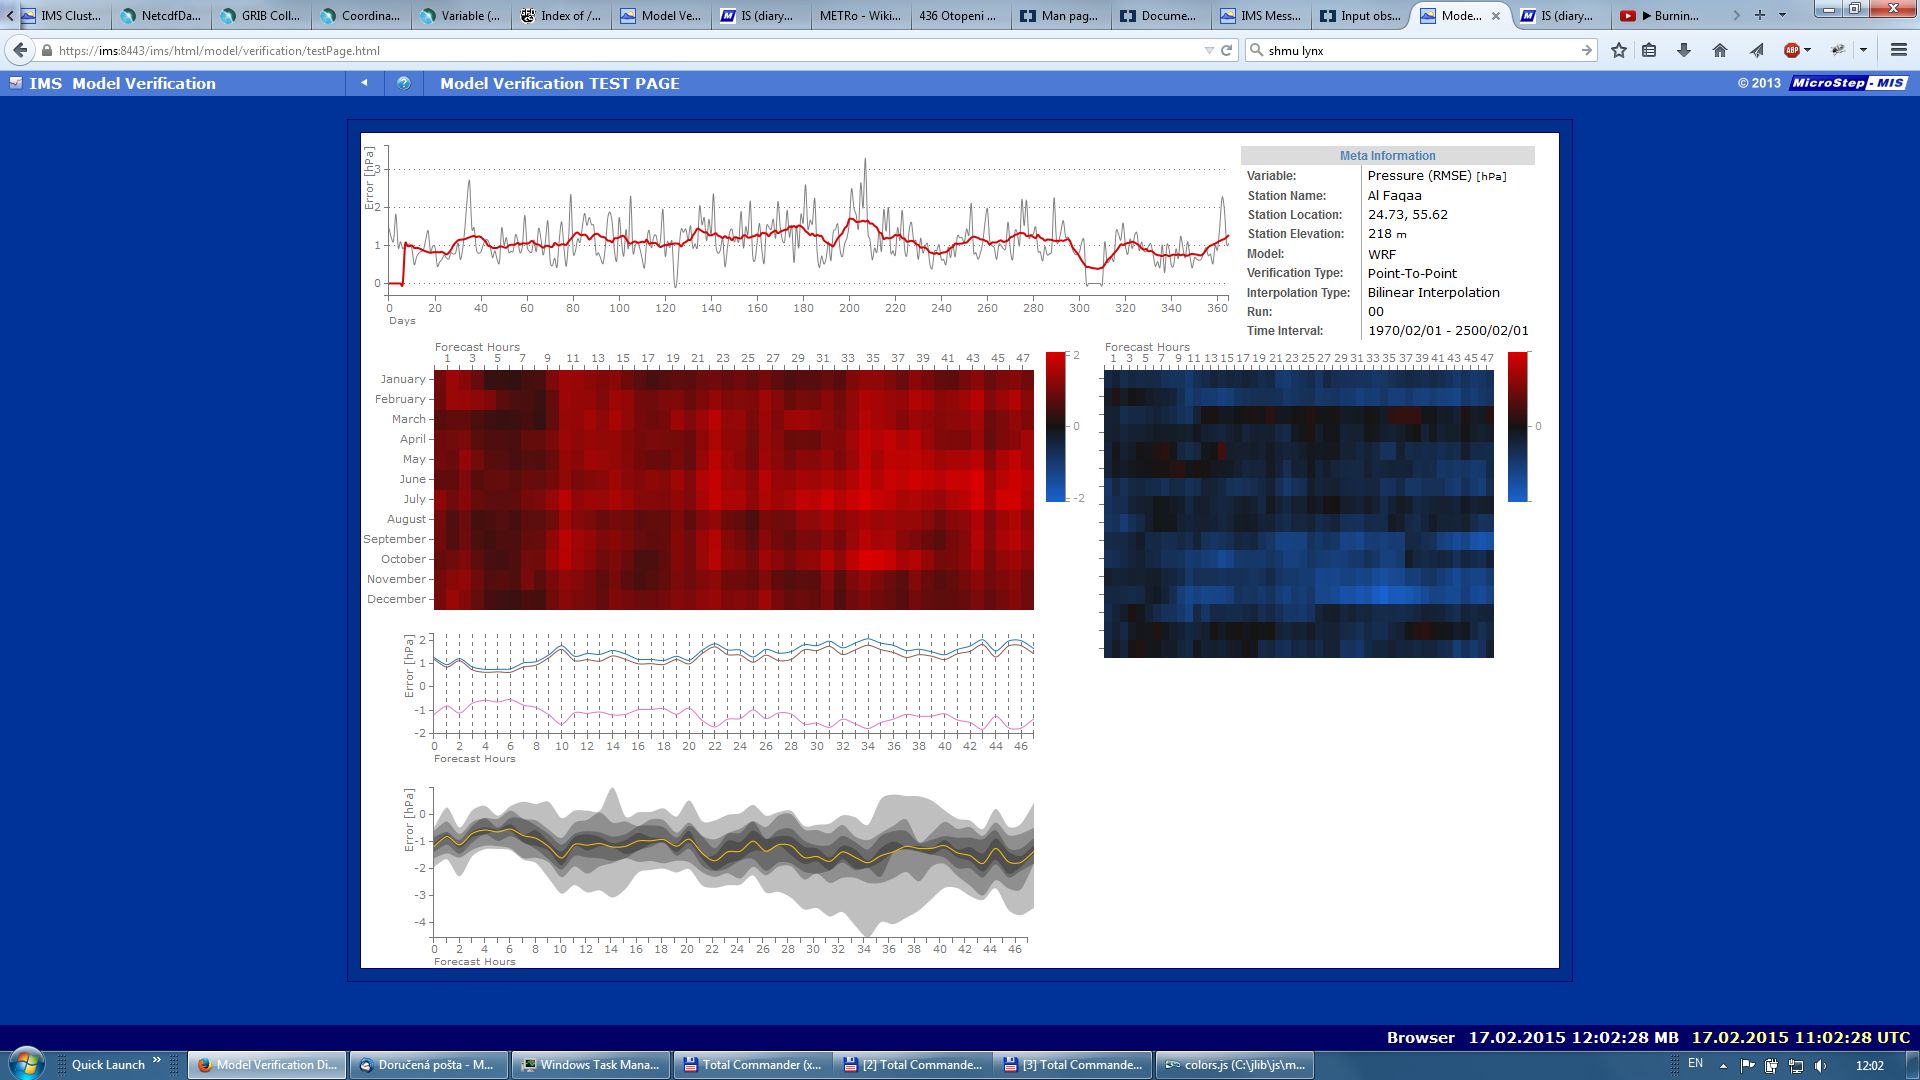 IMS Clust...
NetcdfDa...
GRIB Coll...
Coordina...
Variable (...
Index of /...
Model Ve...
IS (diary...
METRo - Wiki...
436 Otopeni ...
Man pag...
Docume...
IMS Mess...
Input obs...
Mode...
IS (diary...
▶ Burnin...
https://ims:8443/ims/html/model/verification/testPage.html
shmu lynx
ABP
IMS Model Verification
Model Verification TEST PAGE
© 2013 MicroStep-MIS
Error [hPa]
3
2
1
0
0 20 40 60 80 100 120 140 160 180 200 220 240 260 280 300 320 340 360
Days
Meta Information
Variable: Pressure (RMSE) [hPa]
Station Name: Al Faqaa
Station Location: 24.73, 55.62
Station Elevation: 218 m
Model: WRF
Verification Type: Point-To-Point
Interpolation Type: Bilinear Interpolation
Run: 00
Time Interval: 1970/02/01 - 2500/02/01
Forecast Hours
1 3 5 7 9 11 13 15 17 19 21 23 25 27 29 31 33 35 37 39 41 43 45 47
January
February
March
April
May
June
July
August
September
October
November
December
2
0
-2
Forecast Hours
1 3 5 7 9 11 13 15 17 19 21 23 25 27 29 31 33 35 37 39 41 43 45 47
0
Error [hPa]
2
1
0
-1
-2
0 2 4 6 8 10 12 14 16 18 20 22 24 26 28 30 32 34 36 38 40 42 44 46
Forecast Hours
Error [hPa]
0
-1
-2
-3
-4
0 2 4 6 8 10 12 14 16 18 20 22 24 26 28 30 32 34 36 38 40 42 44 46
Forecast Hours
Browser 17.02.2015 12:02:28 MB 17.02.2015 11:02:28 UTC
Quick Launch
Model Verification Di...
Doručená pošta - M...
Windows Task Mana...
Total Commander (x...
[2] Total Commande...
[3] Total Commande...
colors.js (C:\jlib\js\m...
EN
12:02